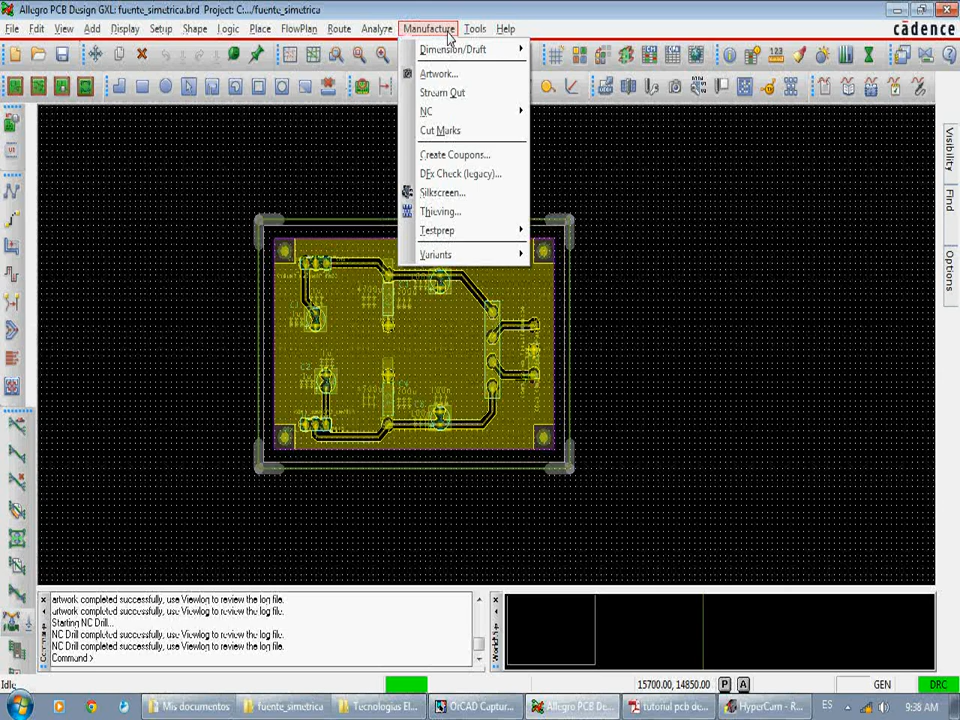 Allegro PCB Design GXL: fuente_simetrica.brd Project: C:.../fuente_simetrica
File Edit View Add Display Setup Shape Logic Place FlowPlan Route Analyze Manufacture Tools Help
cādence
Dimension/Draft
Artwork...
Stream Out
NC
Cut Marks
Create Coupons...
DFx Check (legacy)...
Silkscreen...
Thieving...
Testprep
Variants
Visibility
Find
Options
artwork completed successfully, use Viewlog to review the log file.
artwork completed successfully, use Viewlog to review the log file.
Starting NC Drill...
NC Drill completed successfully, use Viewlog to review the log file.
NC Drill completed successfully, use Viewlog to review the log file.
Command >
Idle
15700.00, 14850.00
P
A
GEN
DRC
Mis documentos
fuente_simetrica
Tecnologías El...
OrCAD Captur...
Allegro PCB De...
tutorial pcb de...
HyperCam - R...
ES
9:38 AM